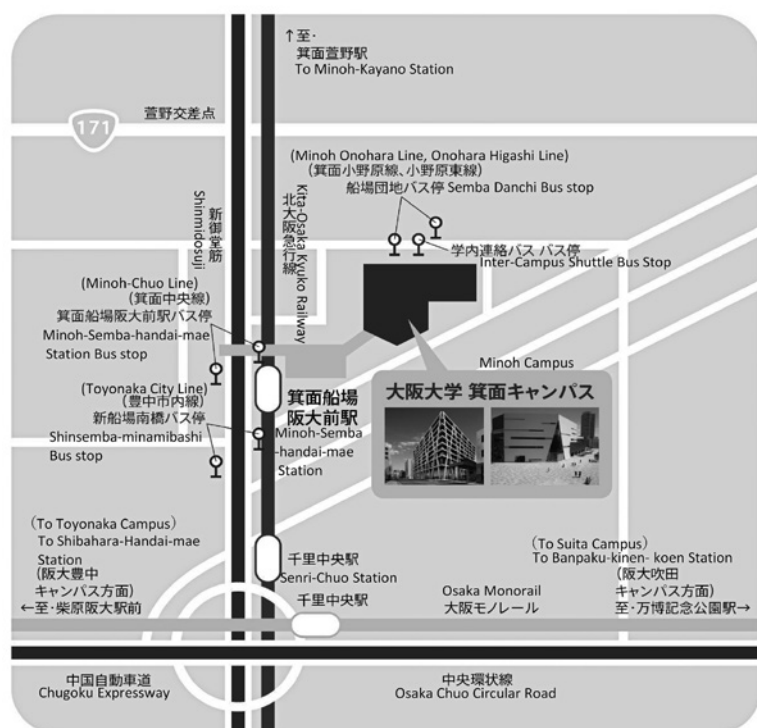 ↑至・
箕面萱野駅
To Minoh-Kayano Station
171
萱野交差点
(Minoh Onohara Line, Onohara Higashi Line)
(箕面小野原線、小野原東線)
船場団地バス停 Semba Danchi Bus stop
新御堂筋
Shinmidosuji
北大阪急行線
Kita-Osaka Kyuko Railway
学内連絡バス バス停
Inter-Campus Shuttle Bus Stop
(Minoh-Chuo Line)
(箕面中央線)
箕面船場阪大前駅バス停
Minoh-Semba-handai-mae
Station Bus stop
(Toyonaka City Line)
(豊中市内線)
新船場南橋バス停
Shinsemba-minamibashi
Bus stop
箕面船場
阪大前駅
Minoh-Semba
-handai-mae
Station
Minoh Campus
大阪大学 箕面キャンパス
(To Toyonaka Campus)
To Shibahara-Handai-mae
Station
(阪大豊中
キャンパス方面)
←至・柴原阪大駅前
千里中央駅
Senri-Chuo Station
千里中央駅
Osaka Monorail
大阪モノレール
(To Suita Campus)
To Banpaku-kinen- koen Station
(阪大吹田
キャンパス方面)
至・万博記念公園駅→
中国自動車道
Chugoku Expressway
中央環状線
Osaka Chuo Circular Road